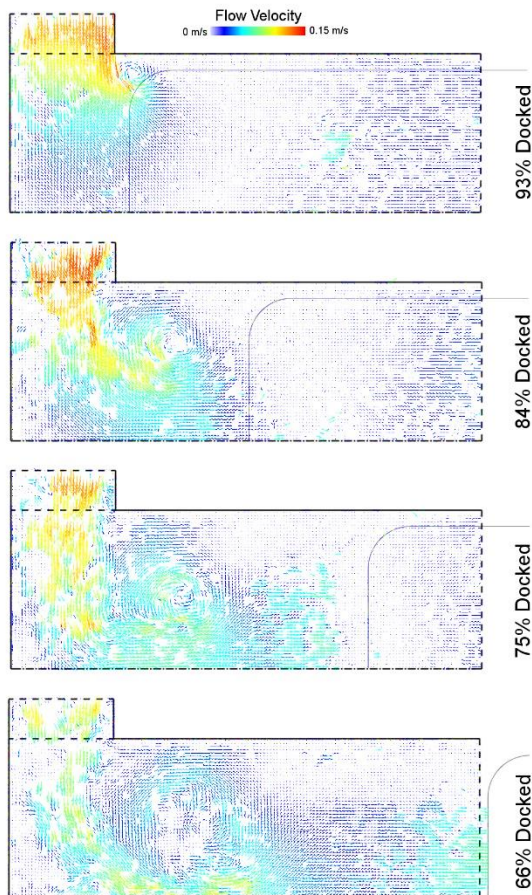 Flow Velocity
0 m/s 0.15 m/s
93% Docked
84% Docked
75% Docked
66% Docked